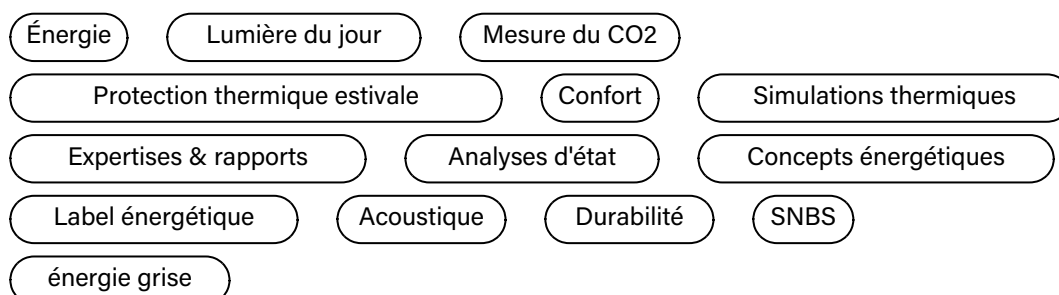 Énergie Lumière du jour Mesure du CO2
Protection thermique estivale Confort Simulations thermiques
Expertises & rapports Analyses d'état Concepts énergétiques
Label énergétique Acoustique Durabilité SNBS
énergie grise